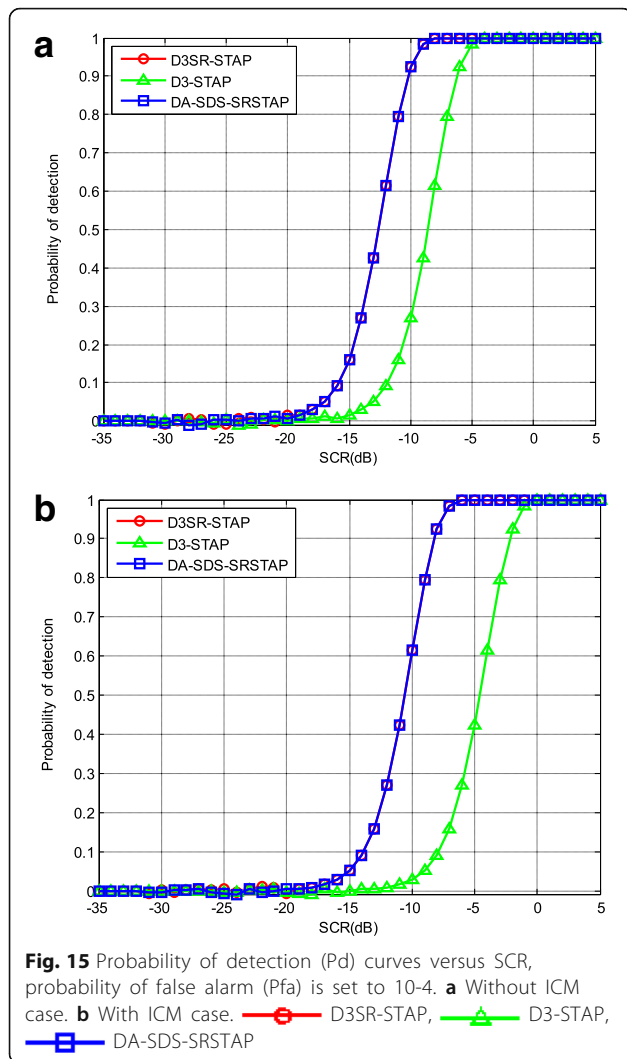 a
D3SR-STAP
D3-STAP
DA-SDS-SRSTAP
Probability of detection
1
0.9
0.8
0.7
0.6
0.5
0.4
0.3
0.2
0.1
0
-35 -30 -25 -20 -15 -10 -5 0 5
SCR(dB)
b
D3SR-STAP
D3-STAP
DA-SDS-SRSTAP
Probability of detection
1
0.9
0.8
0.7
0.6
0.5
0.4
0.3
0.2
0.1
0
-35 -30 -25 -20 -15 -10 -5 0 5
SCR(dB)
Fig. 15 Probability of detection (Pd) curves versus SCR,
probability of false alarm (Pfa) is set to 10-4. a Without ICM
case. b With ICM case. D3SR-STAP, D3-STAP,
DA-SDS-SRSTAP